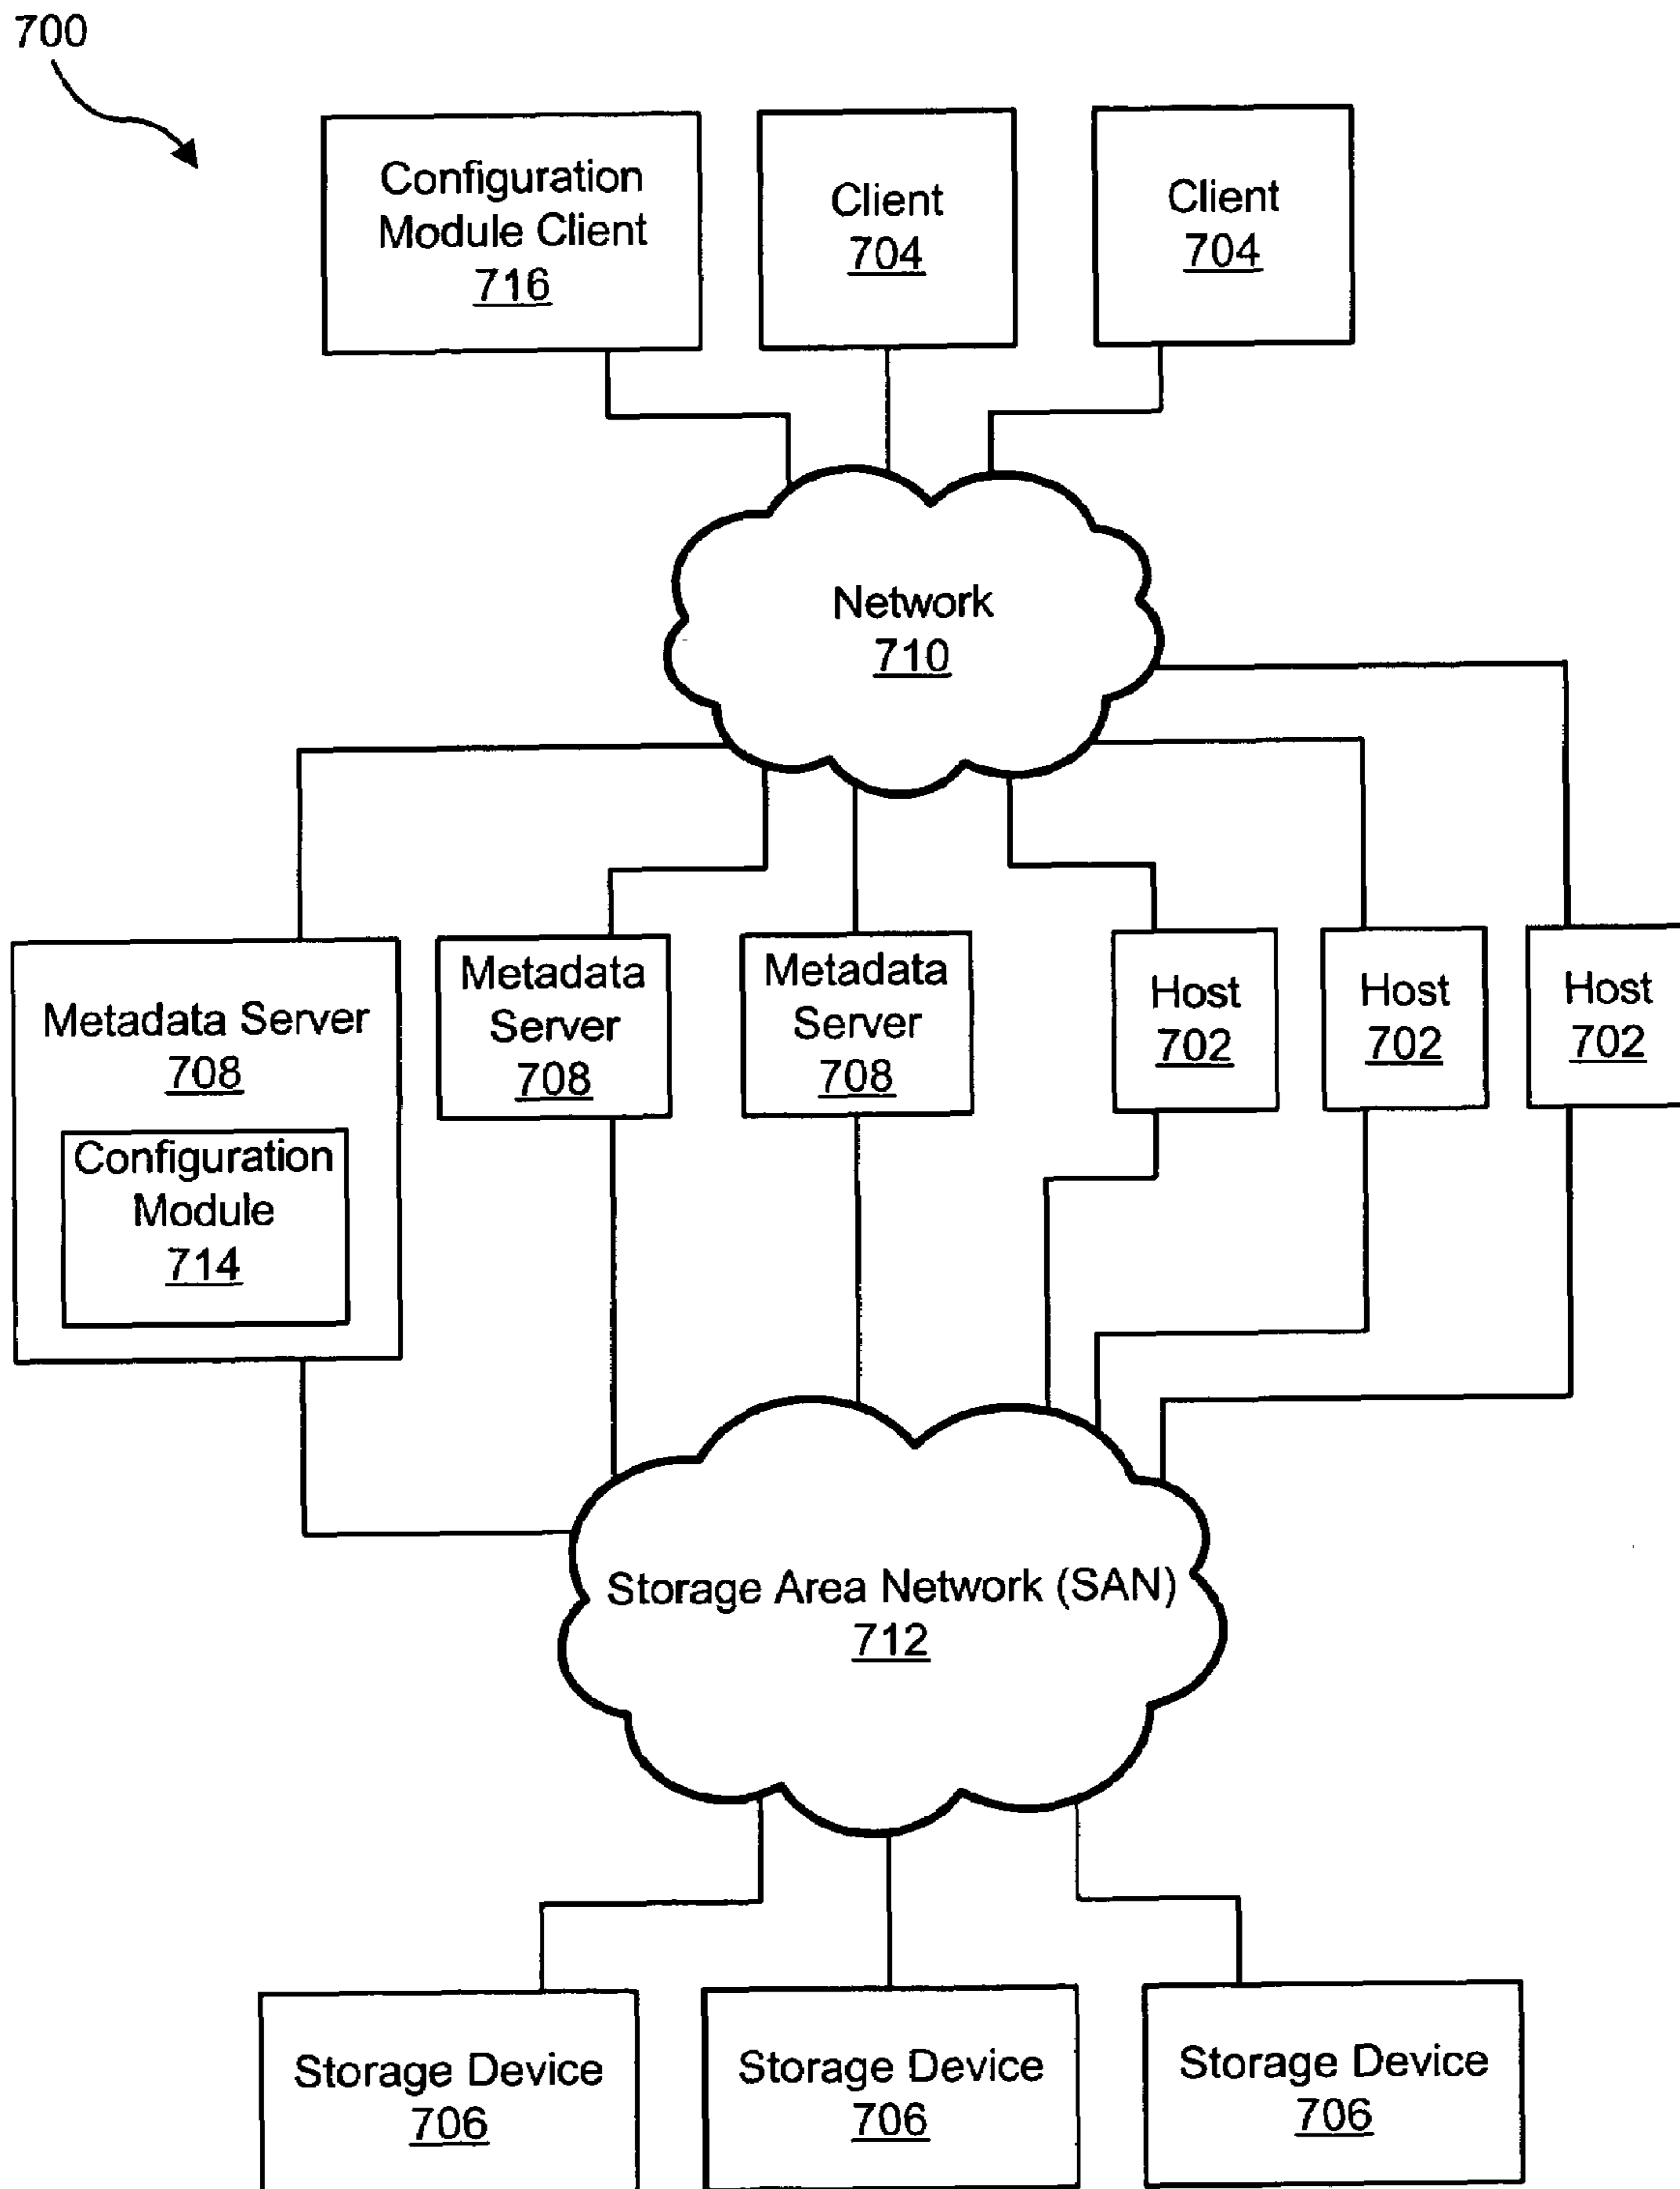 700
Configuration
Module Client
716
Client
704
Client
704
Network
710
Metadata Server
708
Configuration
Module
714
Metadata
Server
708
Metadata
Server
708
Host
702
Host
702
Host
702
Storage Area Network (SAN)
712
Storage Device
706
Storage Device
706
Storage Device
706